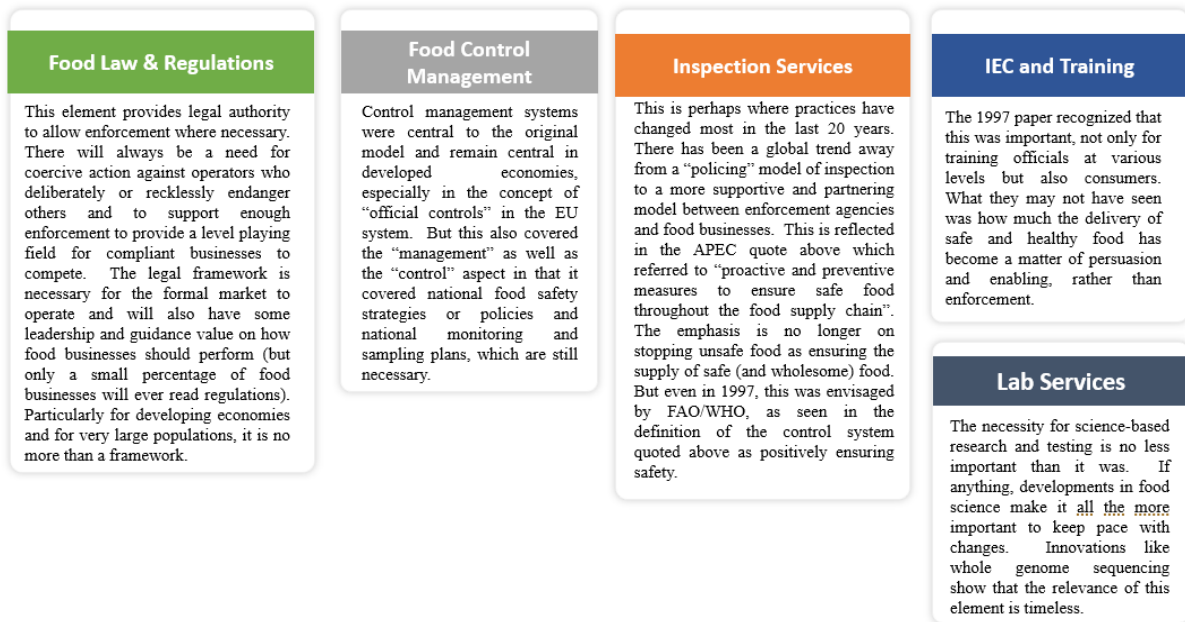 Food Law & Regulations
This element provides legal authority
to allow enforcement where necessary.
There will always be a need for
coercive action against operators who
deliberately or recklessly endanger
others and to support enough
enforcement to provide a level playing
field for compliant businesses to
compete. The legal framework is
necessary for the formal market to
operate and will also have some
leadership and guidance value on how
food businesses should perform (but
only a small percentage of food
businesses will ever read regulations).
Particularly for developing economies
and for very large populations, it is no
more than a framework.
Food Control
Management
Control management systems
were central to the original
model and remain central in
developed economies,
especially in the concept of
“official controls” in the EU
system. But this also covered
the “management” as well as
the “control” aspect in that it
covered national food safety
strategies or policies and
national monitoring and
sampling plans, which are still
necessary.
Inspection Services
This is perhaps where practices have
changed most in the last 20 years.
There has been a global trend away
from a “policing” model of inspection
to a more supportive and partnering
model between enforcement agencies
and food businesses. This is reflected
in the APEC quote above which
referred to “proactive and preventive
measures to ensure safe food
throughout the food supply chain”.
The emphasis is no longer on
stopping unsafe food as ensuring the
supply of safe (and wholesome) food.
But even in 1997, this was envisaged
by FAO/WHO, as seen in the
definition of the control system
quoted above as positively ensuring
safety.
IEC and Training
The 1997 paper recognized that
this was important, not only for
training officials at various
levels but also consumers.
What they may not have seen
was how much the delivery of
safe and healthy food has
become a matter of persuasion
and enabling, rather than
enforcement.
Lab Services
The necessity for science-based
research and testing is no less
important than it was. If
anything, developments in food
science make it all the more
important to keep pace with
changes. Innovations like
whole genome sequencing
show that the relevance of this
element is timeless.